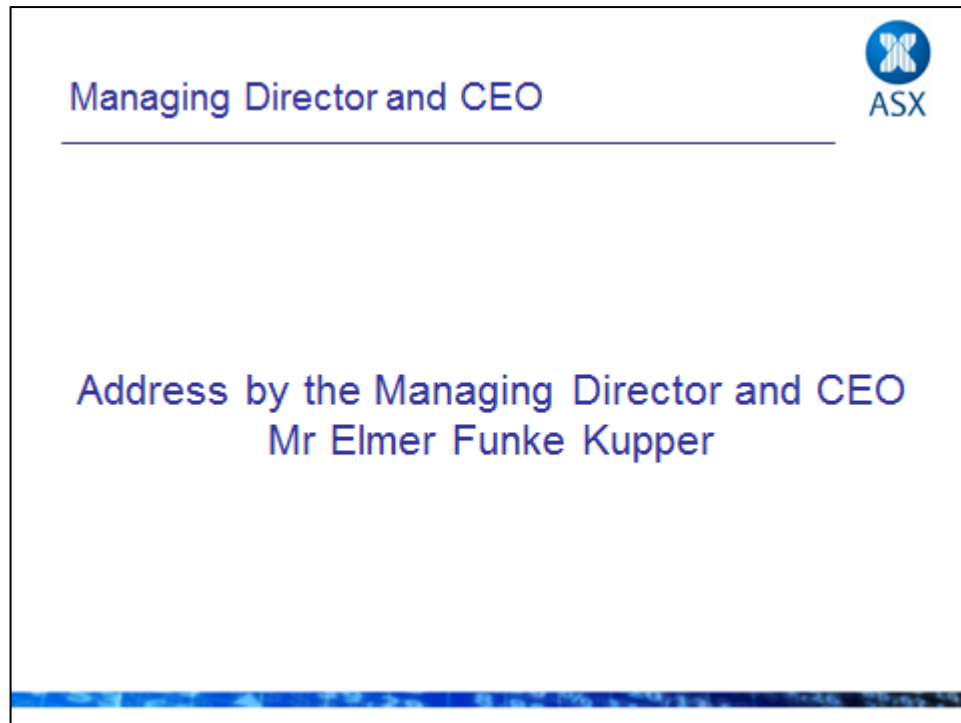 Managing Director and CEO
ASX
Address by the Managing Director and CEO
Mr Elmer Funke Kupper